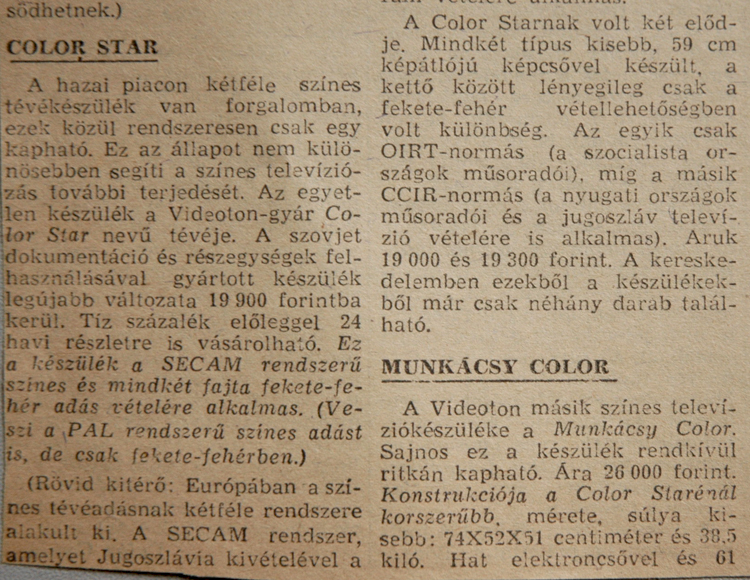 södhetnek.)
COLOR STAR
A hazai piacon kétféle színes
tévékészülék van forgalomban,
ezek közül rendszeresen csak egy
kapható. Ez az állapot nem külö-
nösebben segíti a színes televízió-
zás további terjedését. Az egyet-
len készülék a Videoton-gyár Co-
lor Star nevű tévéje. A szovjet
dokumentáció és részegységek fel-
használásával gyártott készülék
legújabb változata 19 900 forintba
kerül. Tíz százalék előleggel 24
havi részletre is vásárolható. Ez
a készülék a SECAM rendszerű
színes és mindkét fajta fekete-fe-
hér adás vételére alkalmas. (Ve-
szi a PAL rendszerű színes adást
is, de csak fekete-fehérben.)
(Rövid kitérő: Európában a szí-
nes tévéadásnak kétféle rendszere
alakult ki. A SECAM rendszer,
amelyet Jugoszlávia kivételével a
A Color Starnak volt két előd-
je. Mindkét típus kisebb, 59 cm
képátlójú képcsővel készült, a
kettő között lényegileg csak a
fekete-fehér vétellehetőségben
volt különbség. Az egyik csak
OIRT-normás (a szocialista or-
szágok műsoradói), míg a másik
CCIR-normás (a nyugati országok
műsoradói és a jugoszláv televí-
zió vételére is alkalmas). Áruk
19 000 és 19 300 forint. A kereske-
delemben ezekből a készülékek-
ből már csak néhány darab talál-
ható.
MUNKÁCSY COLOR
A Videoton másik színes televí-
ziókészüléke a Munkácsy Color.
Sajnos ez a készülék rendkívül
ritkán kapható. Ára 26 000 forint.
Konstrukciója a Color Starénál
korszerűbb, mérete, súlya ki-
sebb: 74X52X51 centiméter és 38,5
kiló. Hat elektroncsővel és 61